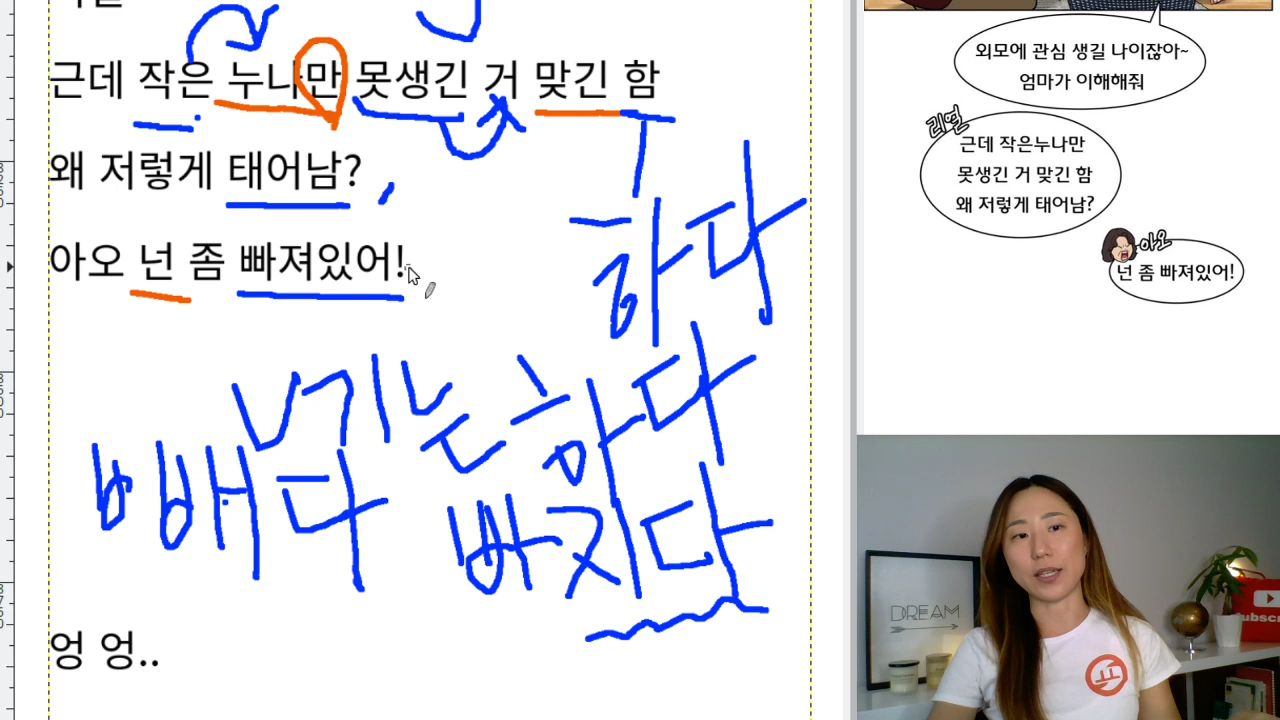 근데 작은 누나만 못생긴 거 맞긴 함
왜 저렇게 태어남?
아오 넌 좀 빠져있어!
하다
기는 하다
빼다
빠지다
엉 엉..
외모에 관심 생길 나이잖아~
엄마가 이해해줘
리얼
근데 작은누나만
못생긴 거 맞긴 함
왜 저렇게 태어남?
아오
넌 좀 빠져있어!
DREAM